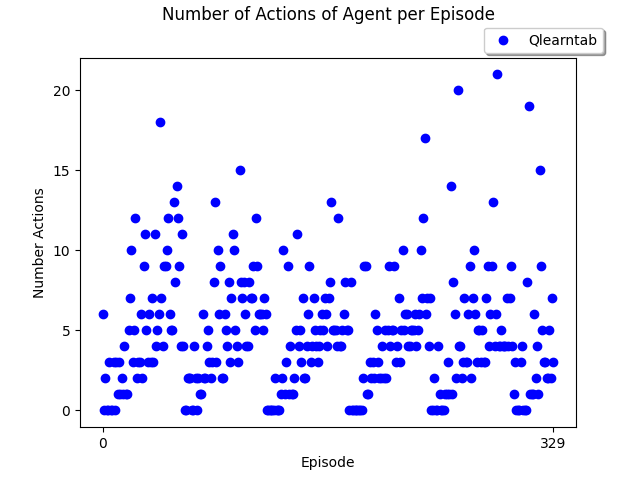 Number of Actions of Agent per Episode
Qlearntab
20
15
10
5
0
Number Actions
0 329
Episode